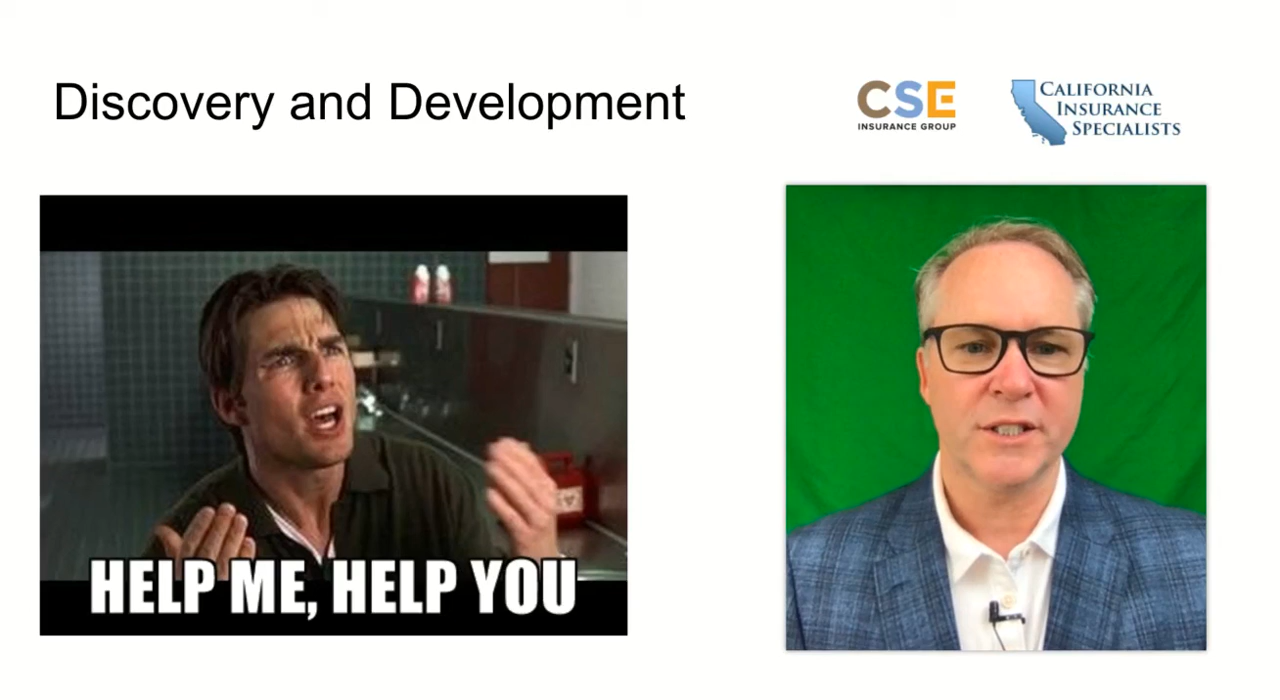 Discovery and Development
CSE
INSURANCE GROUP
CALIFORNIA
INSURANCE
SPECIALISTS
HELP ME, HELP YOU